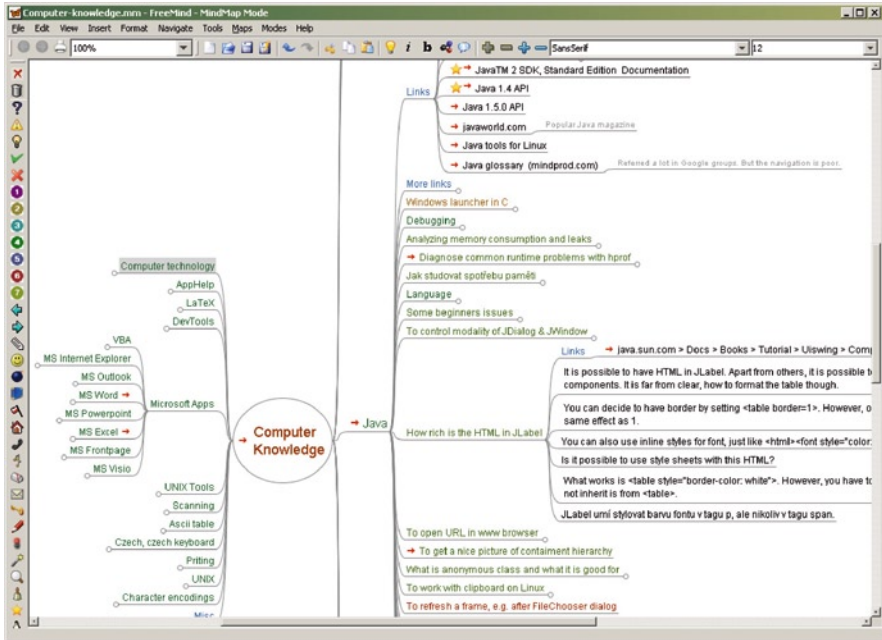 Computer-knowledge.mm - FreeMind - MindMap Mode
File Edit View Insert Format Navigate Tools Maps Modes Help
100%
i b
SansSerif
12
JavaTM 2 SDK, Standard Edition Documentation
Links
Java 1.4 API
Java 1.5.0 API
javaworld.com Popular Java magazine
Java tools for Linux
Java glossary (mindprod.com) Referred a lot in Google groups. But the navigation is poor.
More links
Windows launcher in C
Debugging
Analyzing memory consumption and leaks
Diagnose common runtime problems with hprof
Jak studovat spotřebu paměti
Language
Some beginners issues
To control modality of JDialog & JWindow
Computer technology
AppHelp
LaTeX
DevTools
VBA
MS Internet Explorer
MS Outlook
MS Word
MS Powerpoint
MS Excel
MS Frontpage
MS Visio
Microsoft Apps
Computer
Knowledge
Java
How rich is the HTML in JLabel
Links java.sun.com > Docs > Books > Tutorial > Uiswing > Comp
It is possible to have HTML in JLabel. Apart from others, it is possible t
components. It is far from clear, how to format the table though.
You can decide to have border by setting <table border=1>. However, o
same effect as 1.
You can also use inline styles for font, just like <html><font style="color:
Is it possible to use style sheets with this HTML?
What works is <table style="border-color: white">. However, you have to
not inherit is from <table>.
JLabel umí stylovat barvu fontu v tagu p, ale nikoliv v tagu span.
UNIX Tools
Scanning
Ascii table
Czech, czech keyboard
Priting
UNIX
Character encodings
Misc
To open URL in www browser
To get a nice picture of contaiment hierarchy
What is anonymous class and what it is good for
To work with clipboard on Linux
To refresh a frame, e.g. after FileChooser dialog